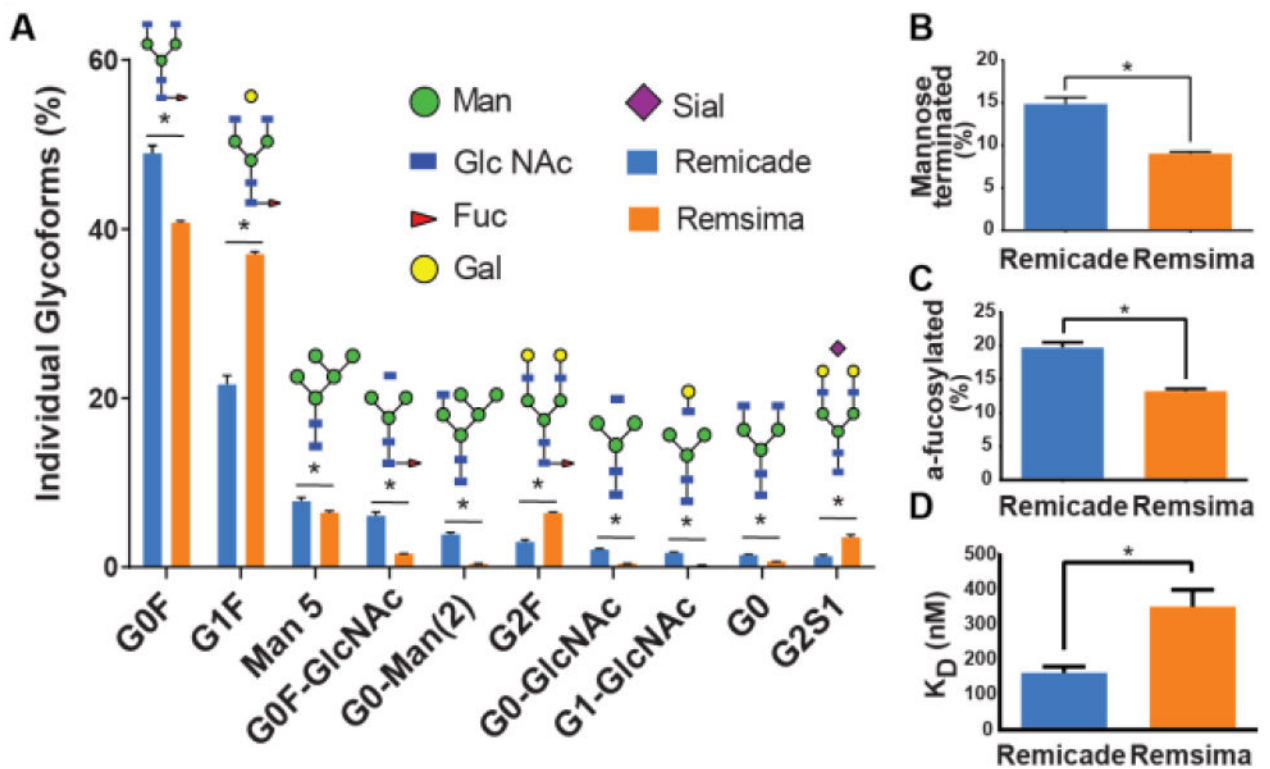 A
Individual Glycoforms (%)
60
40
20
0
*
*
*
*
*
*
*
*
*
*
Man
Glc NAc
Fuc
Gal
Sial
Remicade
Remsima
G0F
G1F
Man 5
G0F-GlcNAc
G0-Man(2)
G2F
G0-GlcNAc
G1-GlcNAc
G0
G2S1
B
Mannose
terminated
(%)
20
15
10
5
0
*
Remicade Remsima
C
a-fucosylated
(%)
25
20
15
10
5
0
*
Remicade Remsima
D
KD (nM)
500
400
300
200
100
0
*
Remicade Remsima